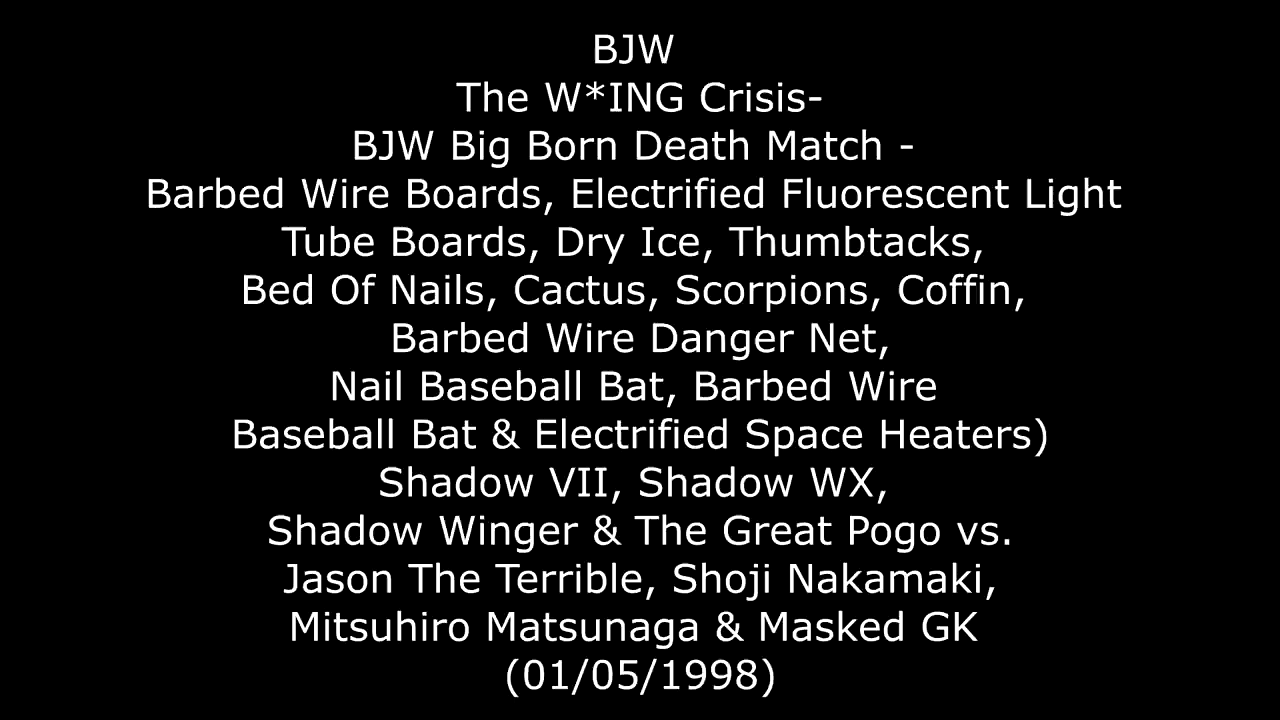 BJW
The W*ING Crisis-
BJW Big Born Death Match -
Barbed Wire Boards, Electrified Fluorescent Light
Tube Boards, Dry Ice, Thumbtacks,
Bed Of Nails, Cactus, Scorpions, Coffin,
Barbed Wire Danger Net,
Nail Baseball Bat, Barbed Wire
Baseball Bat & Electrified Space Heaters)
Shadow VII, Shadow WX,
Shadow Winger & The Great Pogo vs.
Jason The Terrible, Shoji Nakamaki,
Mitsuhiro Matsunaga & Masked GK
(01/05/1998)